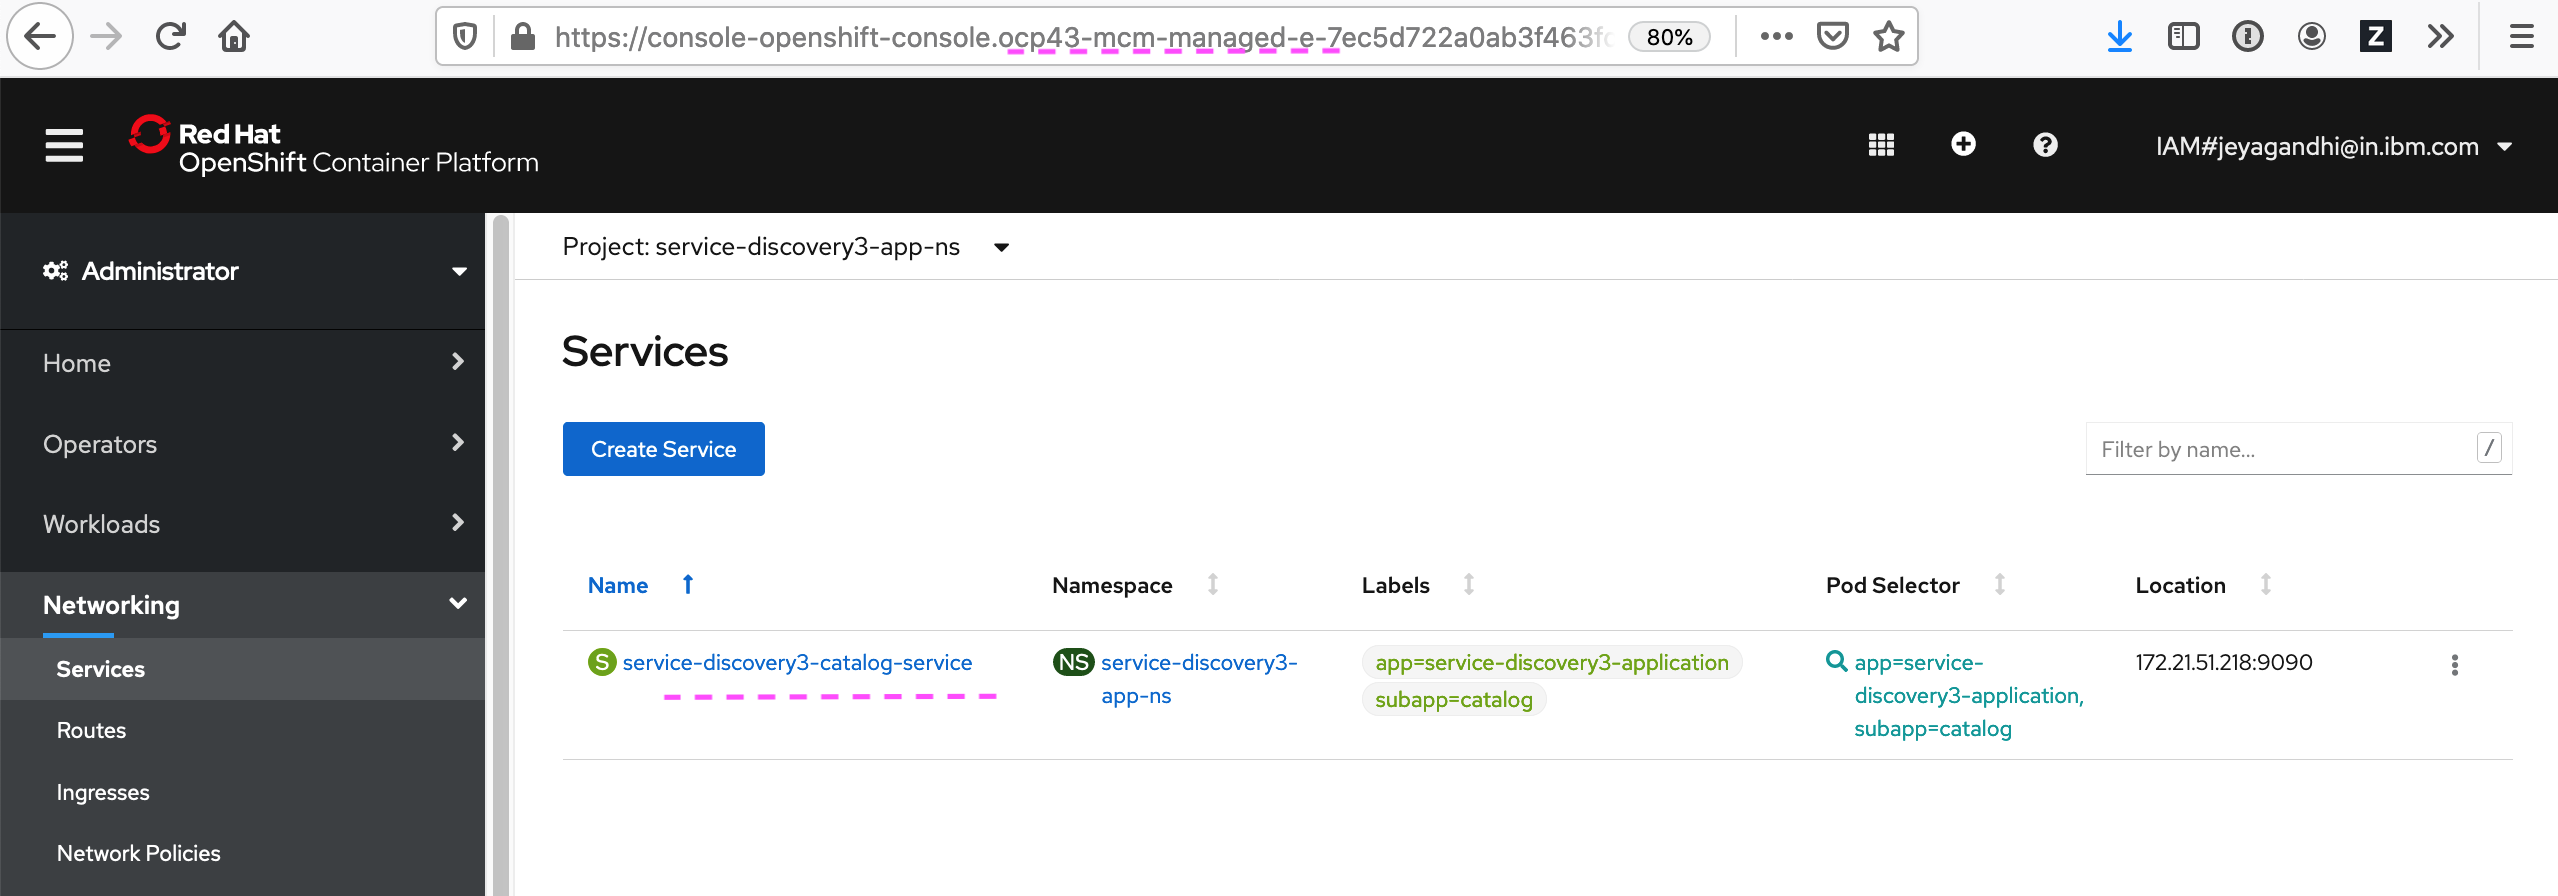 https://console-openshift-console.ocp43-mcm-managed-e-7ec5d722a0ab3f463f
80%
Z
Red Hat
OpenShift Container Platform
IAM#jeyagandhi@in.ibm.com
Administrator
Project: service-discovery3-app-ns
Home
Operators
Workloads
Networking
Services
Routes
Ingresses
Network Policies
Services
Create Service
Filter by name...
/
Name Namespace Labels Pod Selector Location
S service-discovery3-catalog-service NS service-discovery3- app=service-discovery3-application app=service- 172.21.51.218:9090
app-ns subapp=catalog discovery3-application,
subapp=catalog